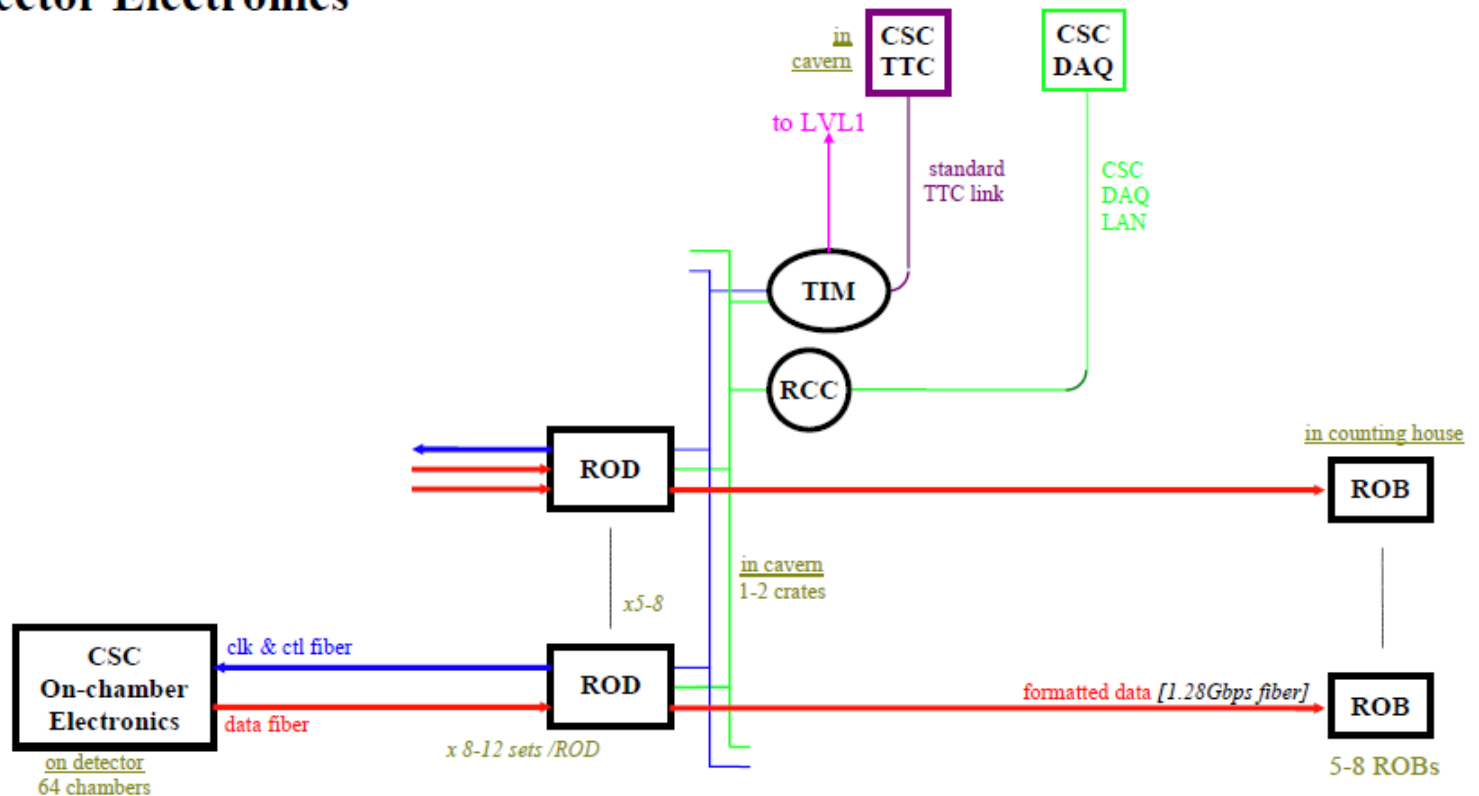 Electronics
in
cavern
CSC
TTC
CSC
DAQ
to LVL1
standard
TTC link
CSC
DAQ
LAN
TIM
RCC
in counting house
ROD
ROB
in cavern
1-2 crates
x5-8
CSC
On-chamber
Electronics
clk & ctl fiber
data fiber
ROD
formatted data [1.28Gbps fiber]
ROB
x 8-12 sets /ROD
on detector
64 chambers
5-8 ROBs